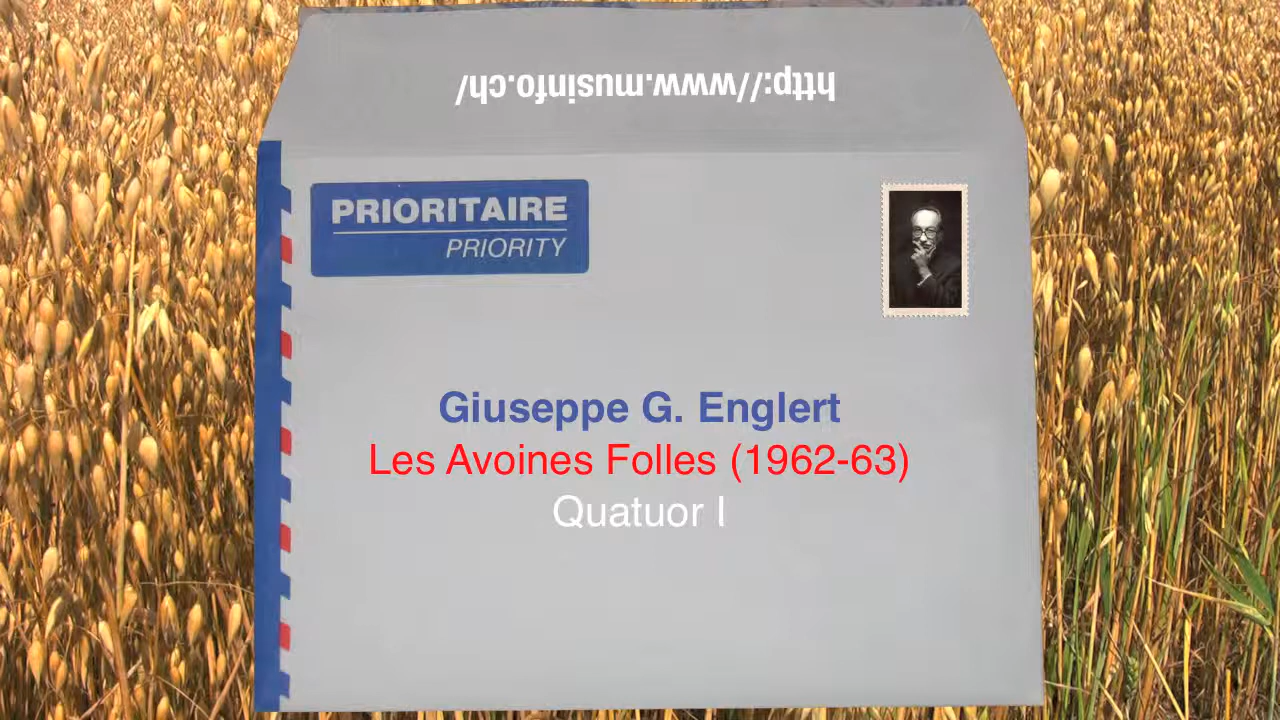 http://www.musinfo.ch/
PRIORITAIRE
PRIORITY
Giuseppe G. Englert
Les Avoines Folles (1962-63)
Quatuor I